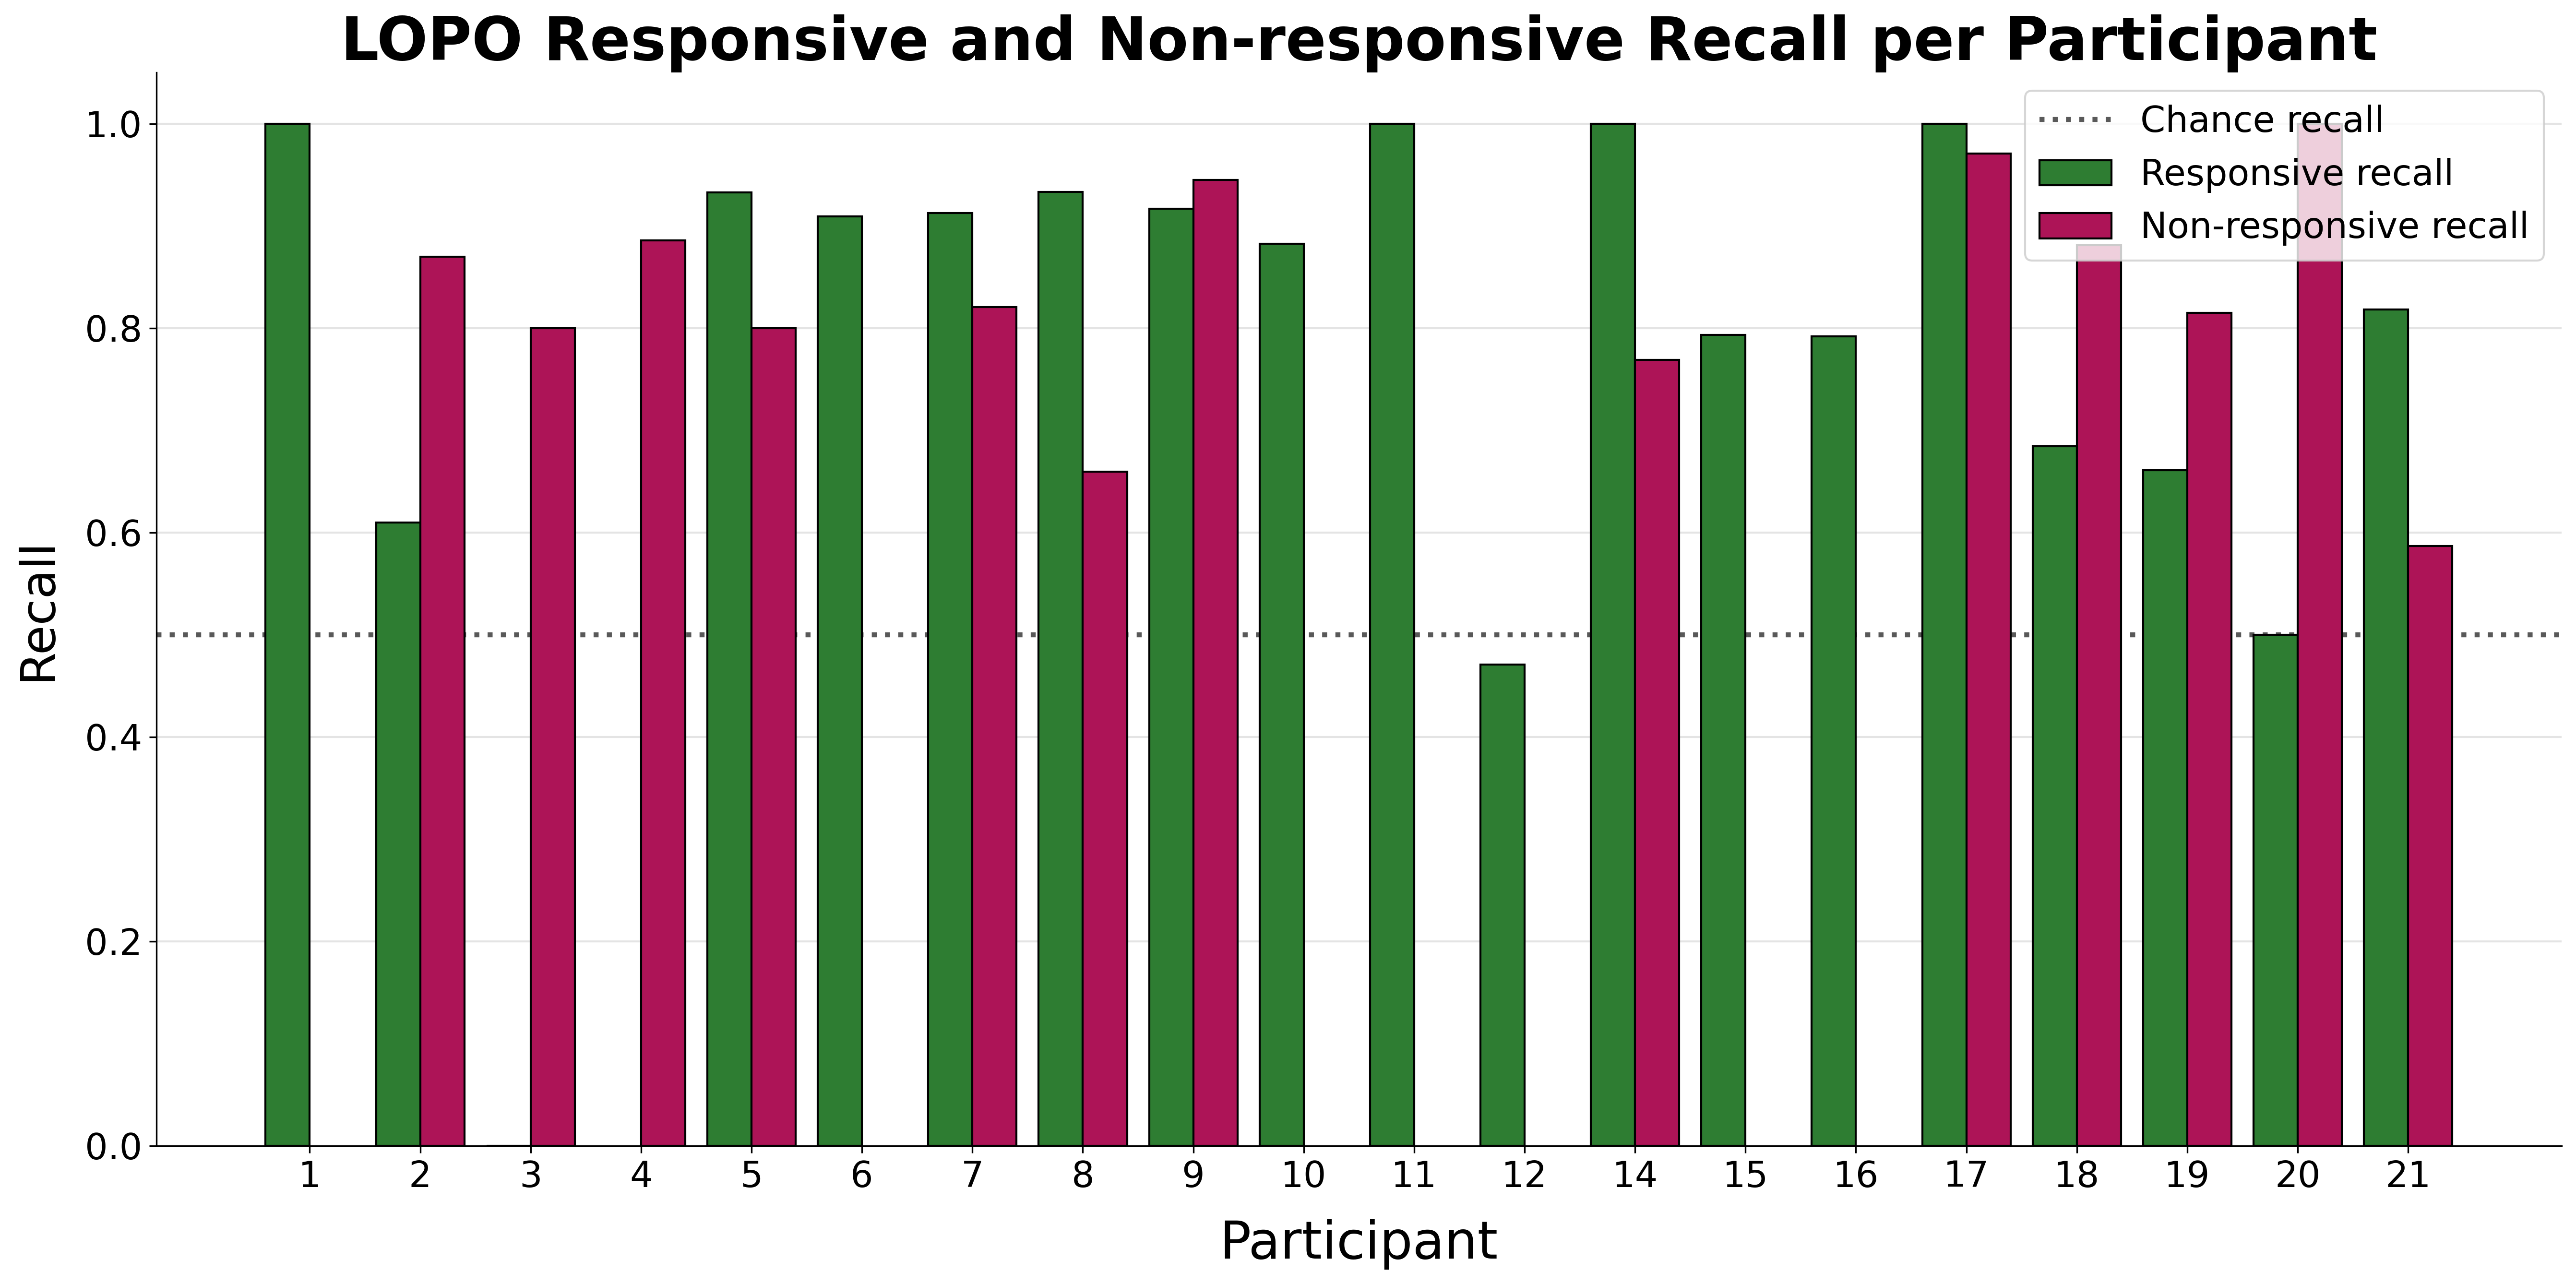 LOPO Responsive and Non-responsive Recall per Participant
Chance recall
Responsive recall
Non-responsive recall
Recall
1.0
0.8
0.6
0.4
0.2
0.0
1 2 3 4 5 6 7 8 9 10 11 12 14 15 16 17 18 19 20 21
Participant